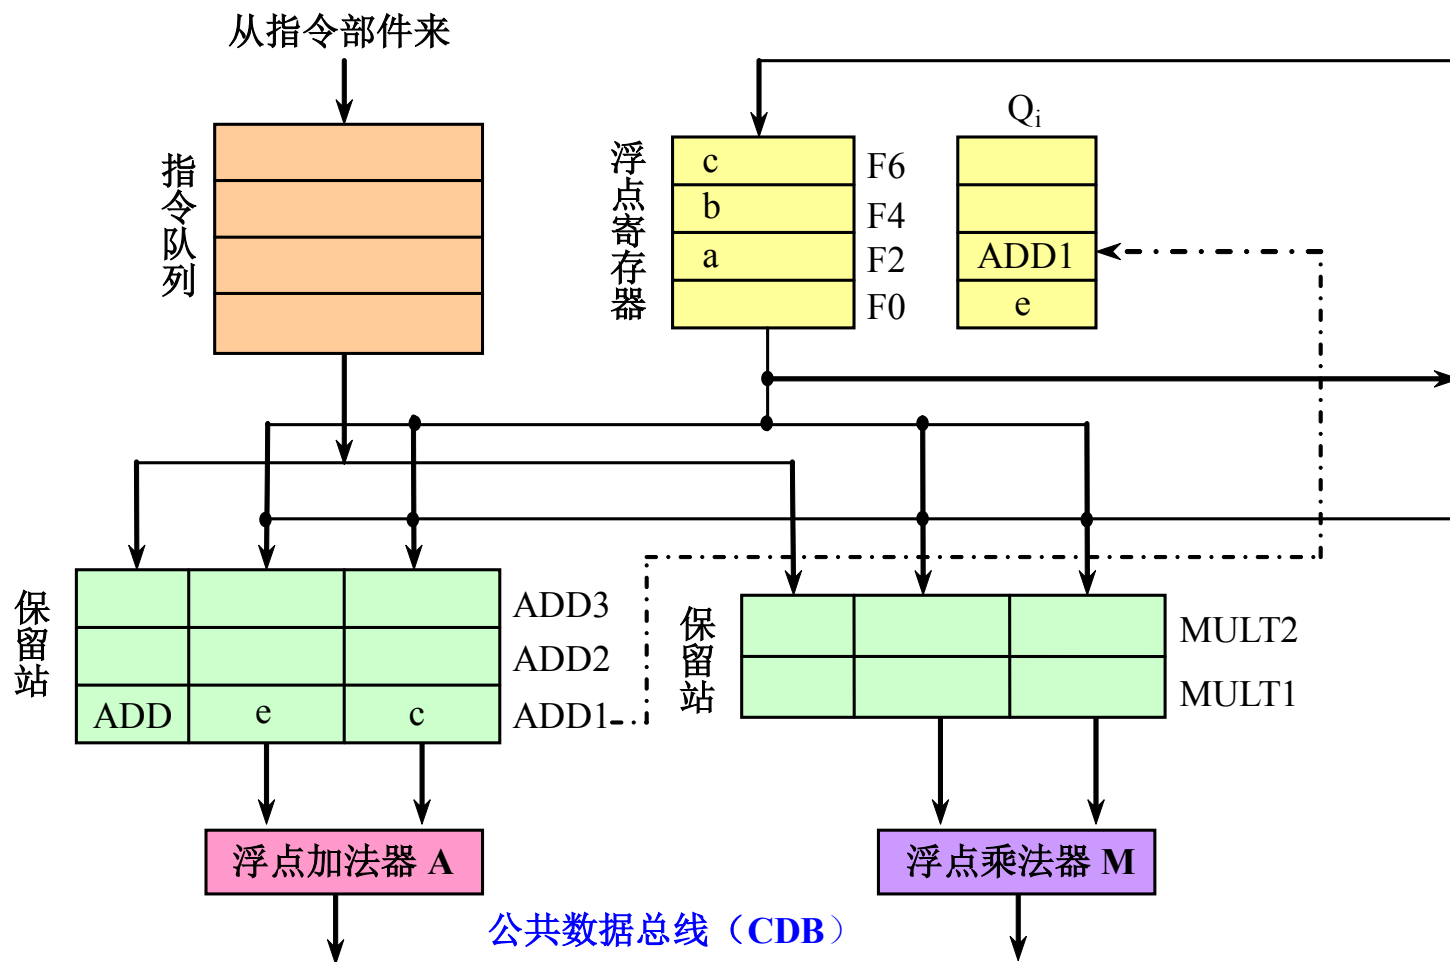 从指令部件来
指令队列
浮点寄存器
Qi
c
F6
b
F4
a
F2
ADD1
F0
e
保留站
ADD3
ADD2
ADD
e
c
ADD1
保留站
MULT2
MULT1
浮点加法器 A
浮点乘法器 M
公共数据总线（CDB）